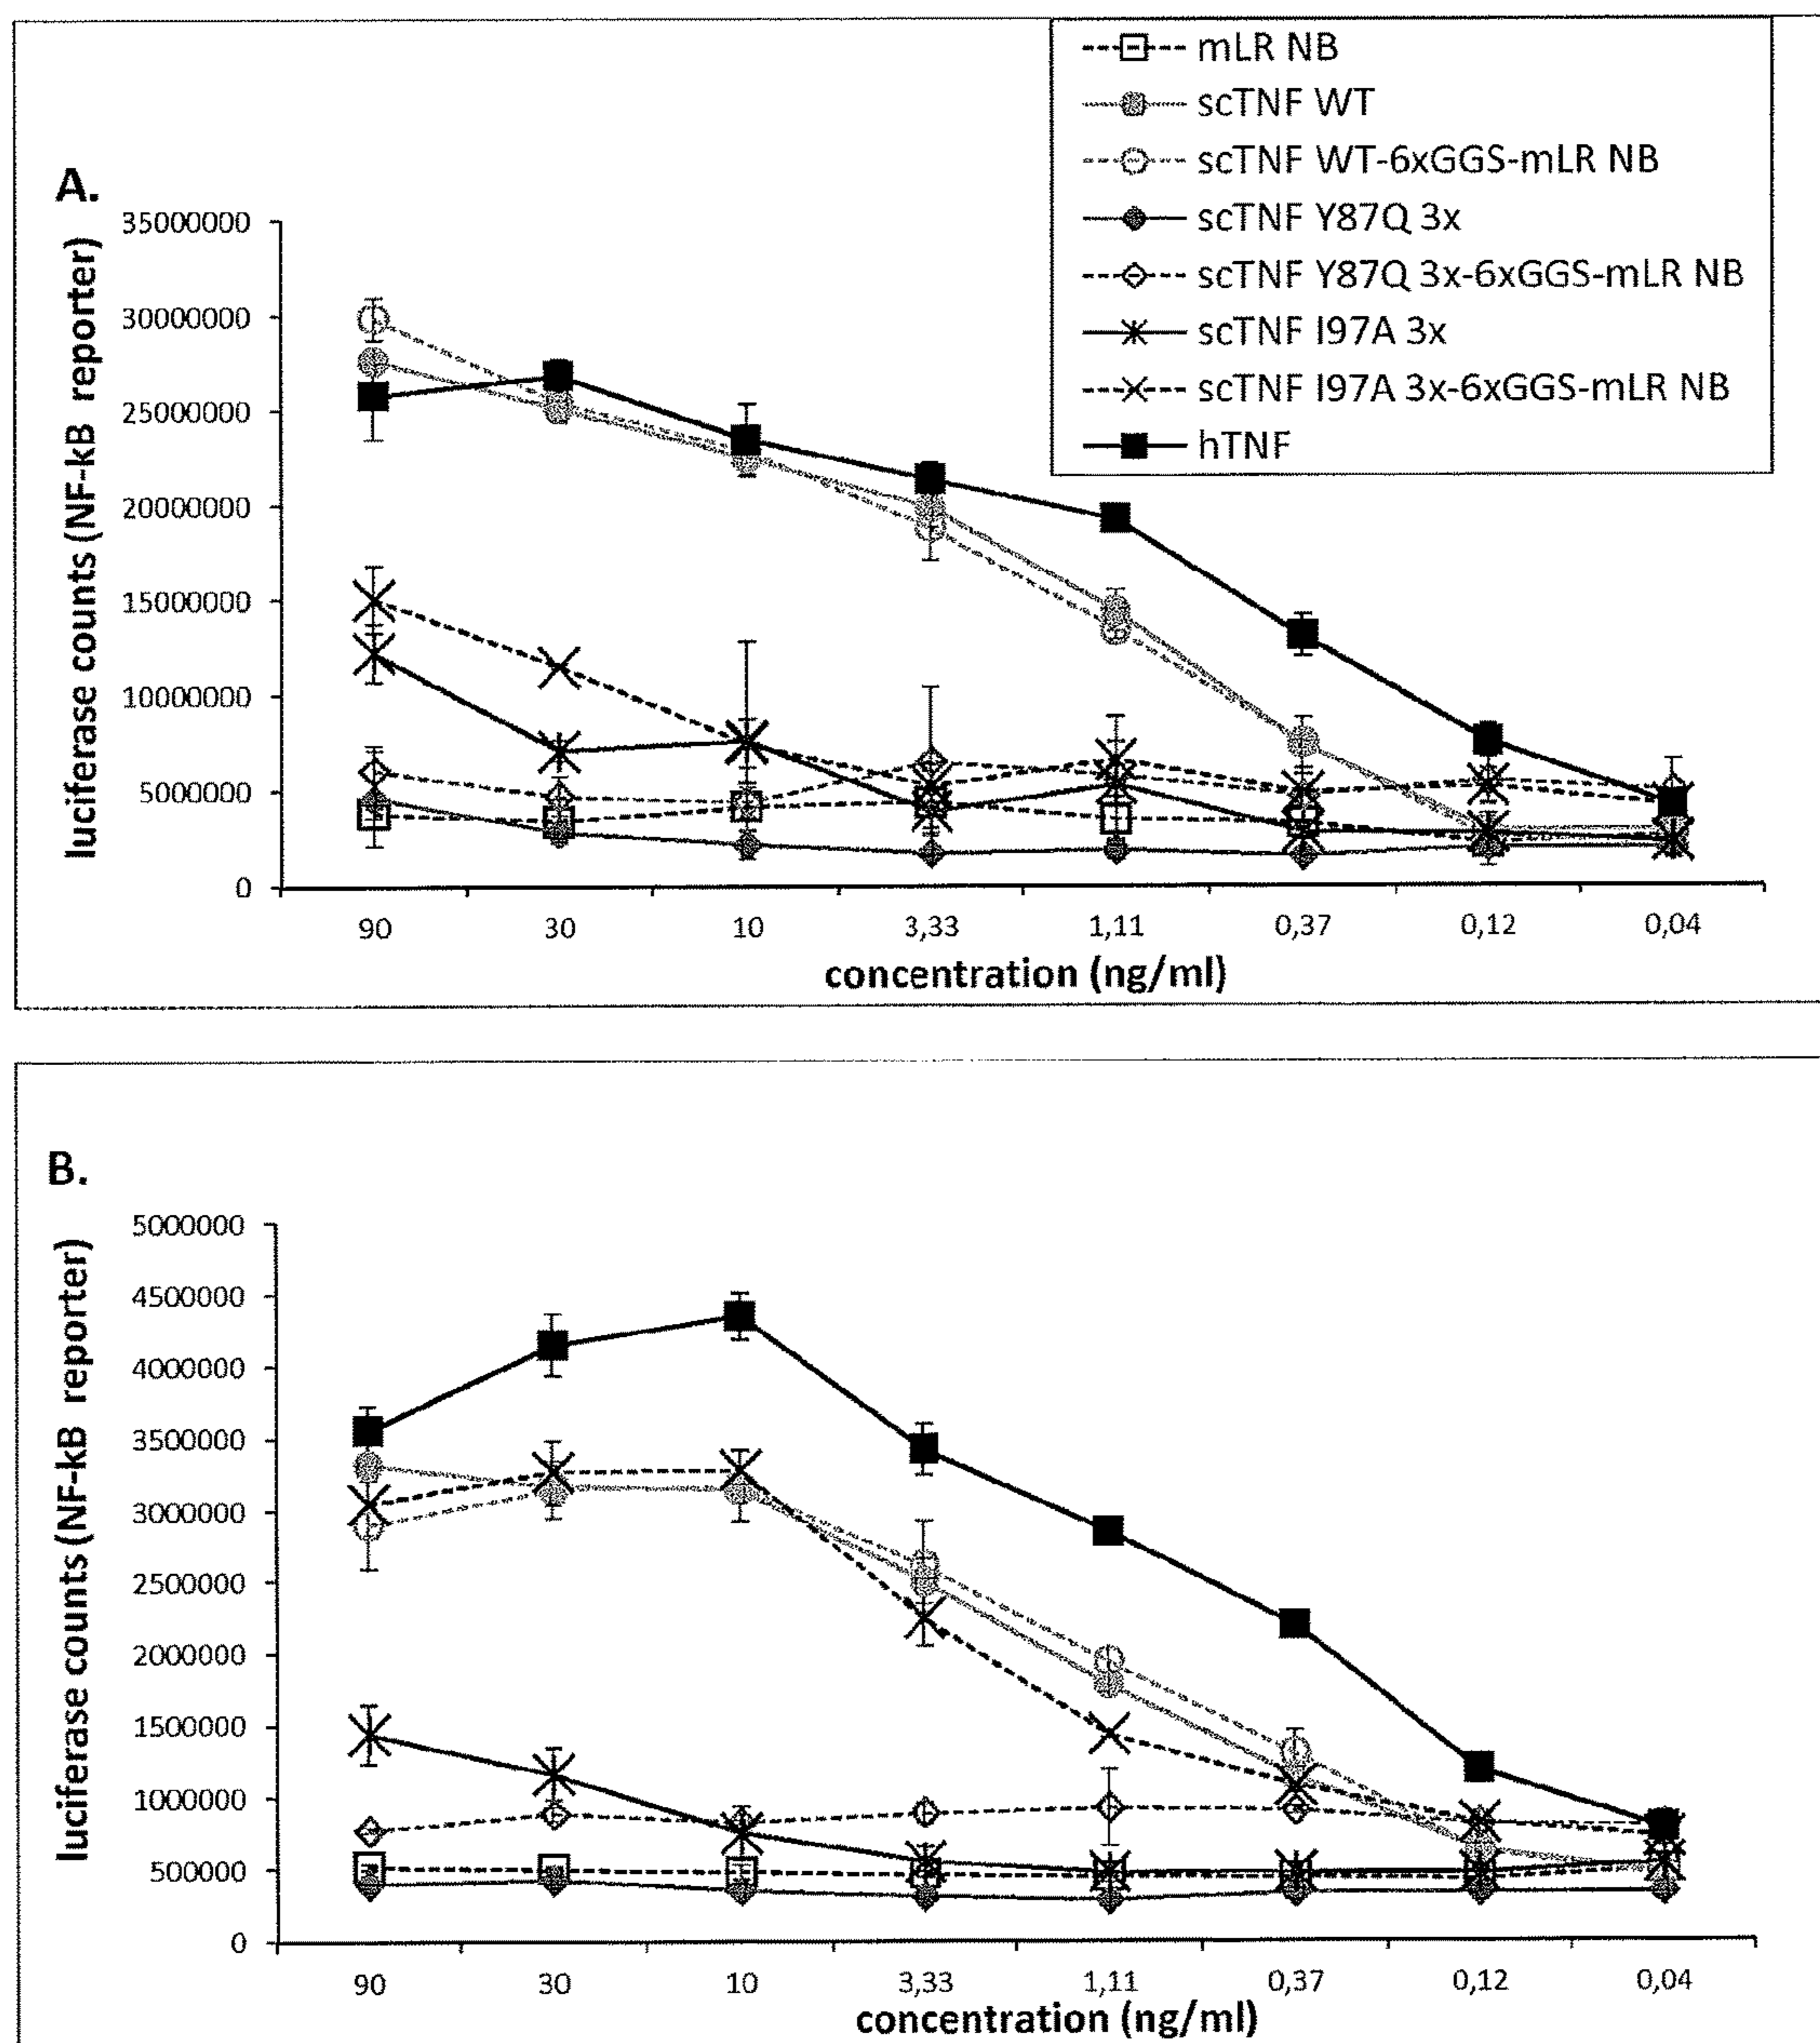 mLR NB
scTNF WT
scTNF WT-6xGGS-mLR NB
scTNF Y87Q 3x
scTNF Y87Q 3x-6xGGS-mLR NB
scTNF I97A 3x
scTNF I97A 3x-6xGGS-mLR NB
hTNF
A.
luciferase counts (NF-kB reporter)
35000000
30000000
25000000
20000000
15000000
10000000
5000000
0
90 30 10 3,33 1,11 0,37 0,12 0,04
concentration (ng/ml)
B.
luciferase counts (NF-kB reporter)
5000000
4500000
4000000
3500000
3000000
2500000
2000000
1500000
1000000
500000
0
90 30 10 3,33 1,11 0,37 0,12 0,04
concentration (ng/ml)